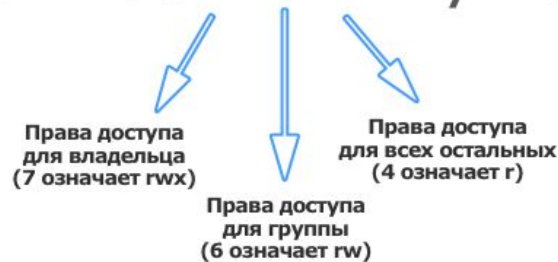 Права доступа
для владельца
(7 означает rwx)
Права доступа
для группы
(6 означает rw)
Права доступа
для всех остальных
(4 означает r)